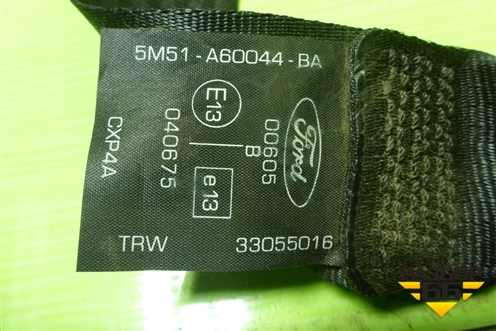 5M51-A60044-BA
E13
Ford
00605
B
040675
CXP4A
e13
TRW
33055016